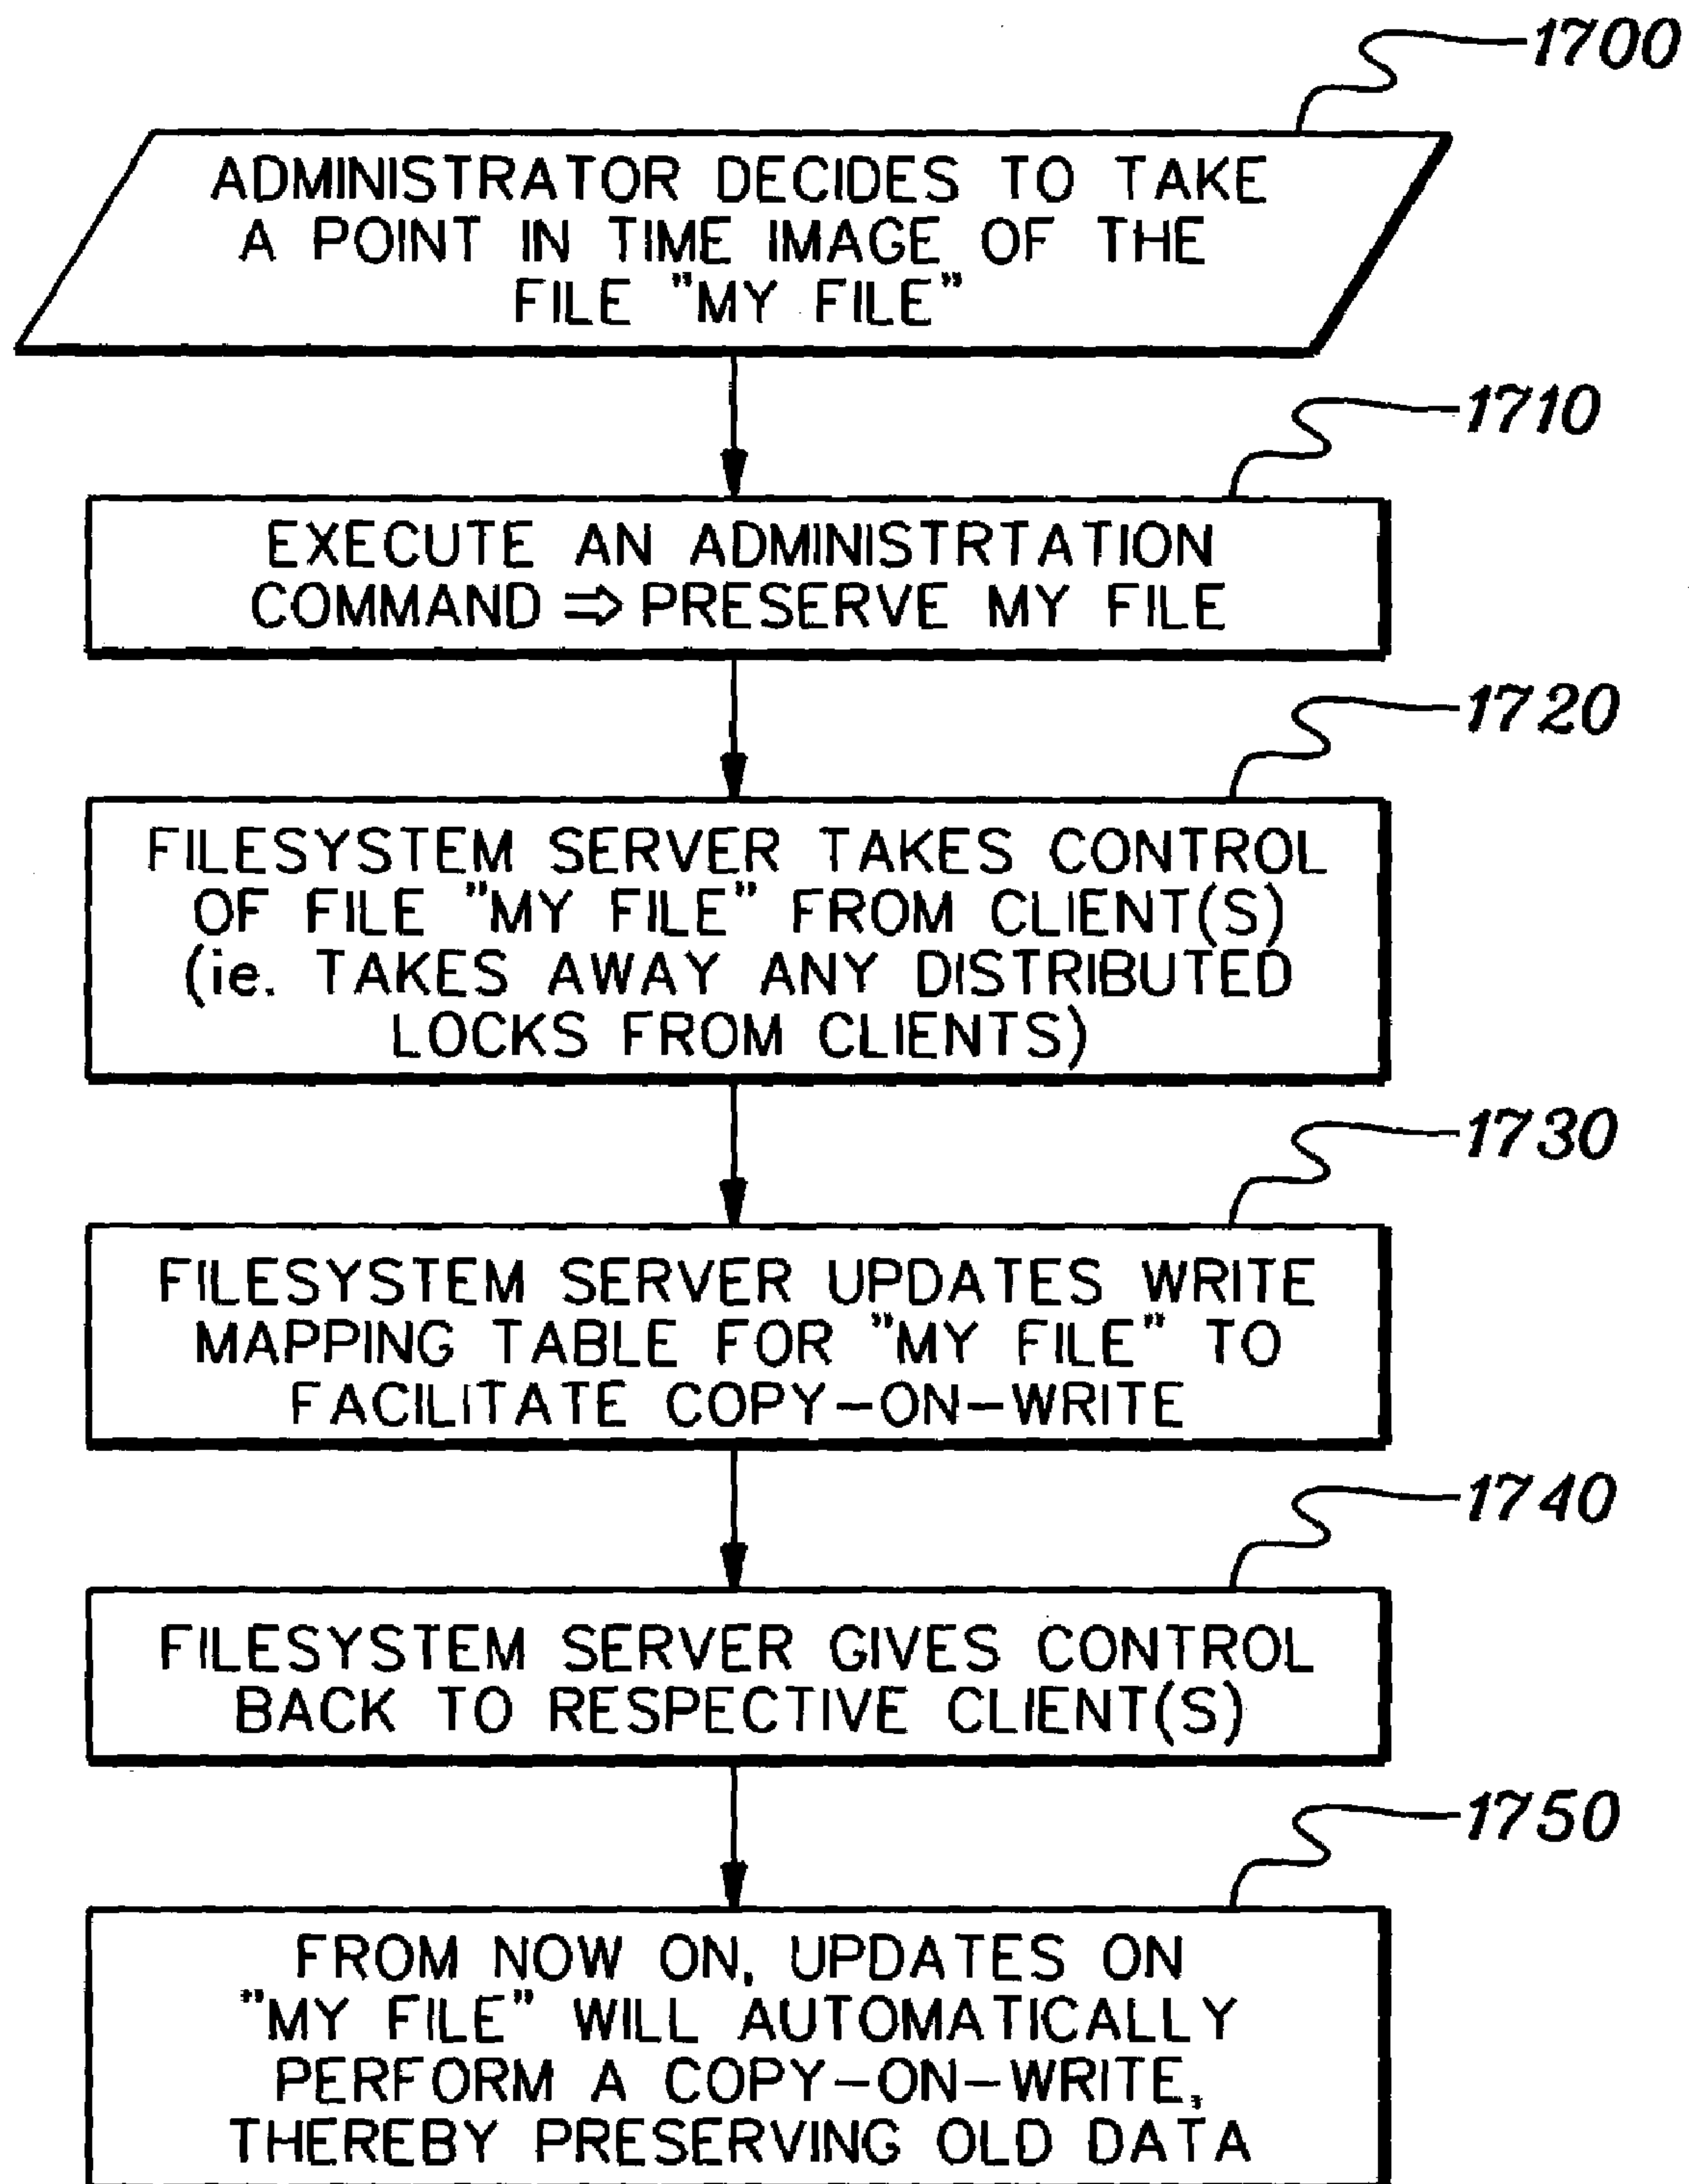 1700
ADMINISTRATOR DECIDES TO TAKE
A POINT IN TIME IMAGE OF THE
FILE "MY FILE"
1710
EXECUTE AN ADMINISTRTATION
COMMAND ⇒ PRESERVE MY FILE
1720
FILESYSTEM SERVER TAKES CONTROL
OF FILE "MY FILE" FROM CLIENT(S)
(ie. TAKES AWAY ANY DISTRIBUTED
LOCKS FROM CLIENTS)
1730
FILESYSTEM SERVER UPDATES WRITE
MAPPING TABLE FOR "MY FILE" TO
FACILITATE COPY-ON-WRITE
1740
FILESYSTEM SERVER GIVES CONTROL
BACK TO RESPECTIVE CLIENT(S)
1750
FROM NOW ON, UPDATES ON
"MY FILE" WILL AUTOMATICALLY
PERFORM A COPY-ON-WRITE,
THEREBY PRESERVING OLD DATA